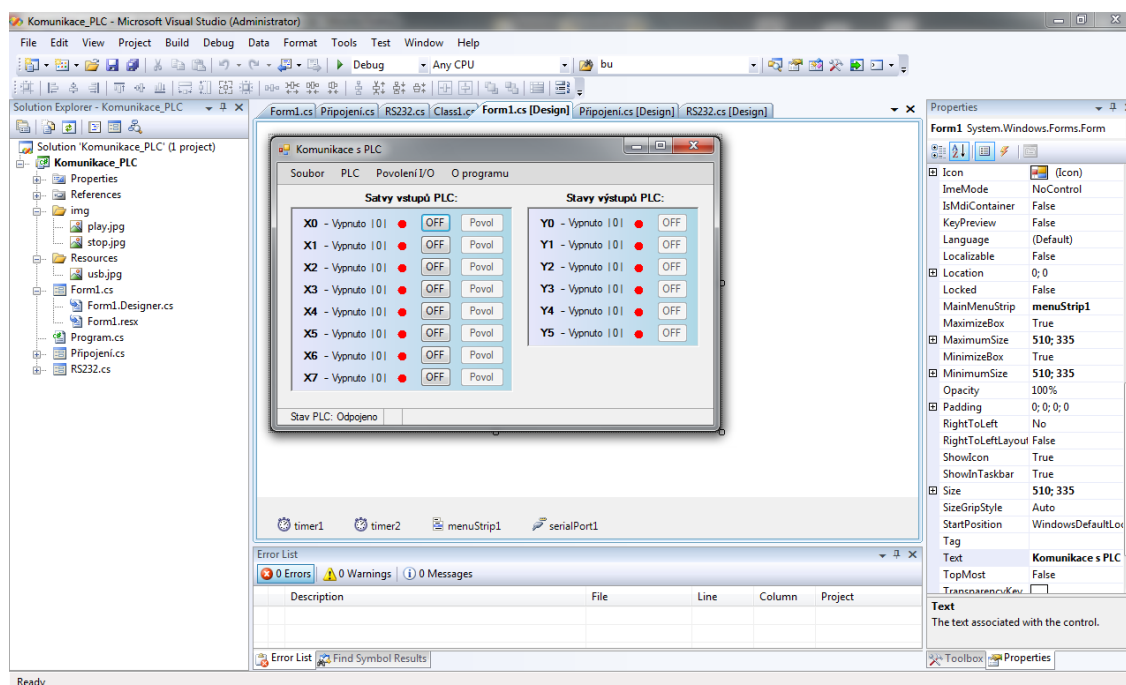 Komunikace_PLC - Microsoft Visual Studio (Administrator)
File Edit View Project Build Debug Data Format Tools Test Window Help
Debug Any CPU bu
Solution Explorer - Komunikace_PLC
Solution 'Komunikace_PLC' (1 project)
Komunikace_PLC
Properties
References
img
play.jpg
stop.jpg
Resources
usb.jpg
Form1.cs
Form1.Designer.cs
Form1.resx
Program.cs
Připojení.cs
RS232.cs
Form1.cs Připojení.cs RS232.cs Class1.cs Form1.cs [Design] Připojení.cs [Design] RS232.cs [Design]
Komunikace s PLC
Soubor PLC Povolení I/O O programu
Satvy vstupů PLC: Stavy výstupů PLC:
X0 - Vypnuto |0| OFF Povol Y0 - Vypnuto |0| OFF
X1 - Vypnuto |0| OFF Povol Y1 - Vypnuto |0| OFF
X2 - Vypnuto |0| OFF Povol Y2 - Vypnuto |0| OFF
X3 - Vypnuto |0| OFF Povol Y3 - Vypnuto |0| OFF
X4 - Vypnuto |0| OFF Povol Y4 - Vypnuto |0| OFF
X5 - Vypnuto |0| OFF Povol Y5 - Vypnuto |0| OFF
X6 - Vypnuto |0| OFF Povol
X7 - Vypnuto |0| OFF Povol
Stav PLC: Odpojeno
timer1 timer2 menuStrip1 serialPort1
Error List
0 Errors 0 Warnings 0 Messages
Description File Line Column Project
Error List Find Symbol Results
Properties
Form1 System.Windows.Forms.Form
Icon (Icon)
ImeMode NoControl
IsMdiContainer False
KeyPreview False
Language (Default)
Localizable False
Location 0; 0
Locked False
MainMenuStrip menuStrip1
MaximizeBox True
MaximumSize 510; 335
MinimizeBox True
MinimumSize 510; 335
Opacity 100%
Padding 0; 0; 0; 0
RightToLeft No
RightToLeftLayout False
ShowIcon True
ShowInTaskbar True
Size 510; 335
SizeGripStyle Auto
StartPosition WindowsDefaultLoc
Tag
Text Komunikace s PLC
TopMost False
TransparencyKey
Text
The text associated with the control.
Toolbox Properties
Ready